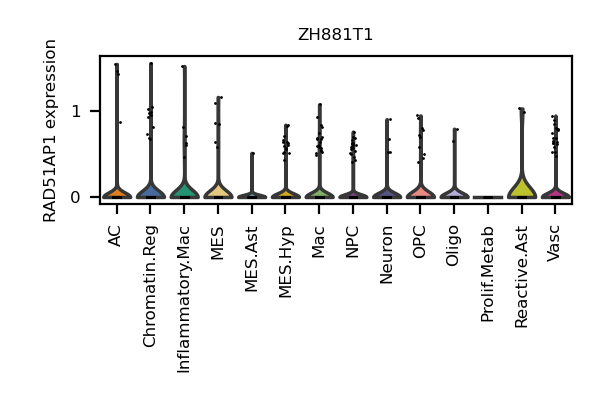 ZH881T1
RAD51AP1 expression
1
0
AC
Chromatin.Reg
Inflammatory.Mac
MES
MES.Ast
MES.Hyp
Mac
NPC
Neuron
OPC
Oligo
Prolif.Metab
Reactive.Ast
Vasc